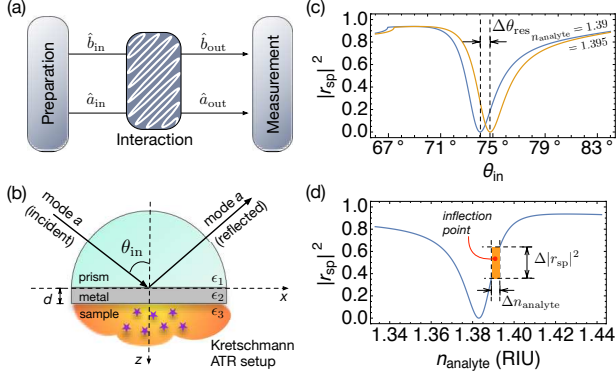 (a)
Preparation
b̂in
b̂out
âin
âout
Interaction
Measurement
(b)
mode a
(incident)
mode a
(reflected)
θin
prism
ϵ1
metal
ϵ2
sample
ϵ3
d
x
z
Kretschmann
ATR setup
(c)
|rsp|²
1.0
0.8
0.6
0.4
0.2
0.0
Δθres
nanalyte = 1.39
= 1.395
67° 71° 75° 79° 83°
θin
(d)
|rsp|²
1.0
0.8
0.6
0.4
0.2
0.0
inflection
point
Δ|rsp|²
Δnanalyte
1.34 1.36 1.38 1.40 1.42 1.44
nanalyte (RIU)